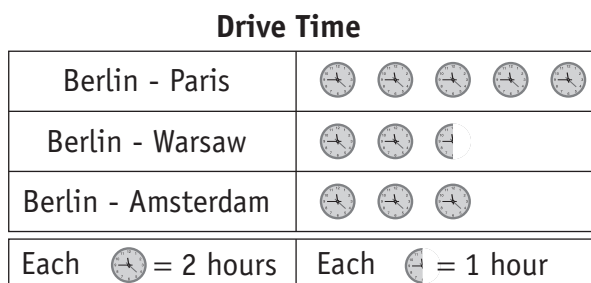 Drive Time
Berlin - Paris
Berlin - Warsaw
Berlin - Amsterdam
Each = 2 hours
Each = 1 hour